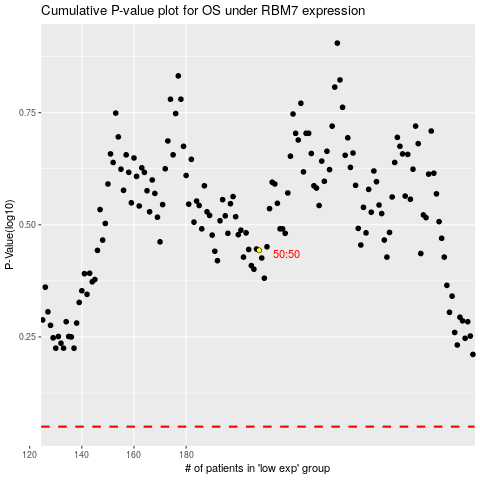 Cumulative P-value plot for OS under RBM7 expression
P-Value(log10)
0.75
0.50
0.25
50:50
120 140 160 180
# of patients in 'low exp' group